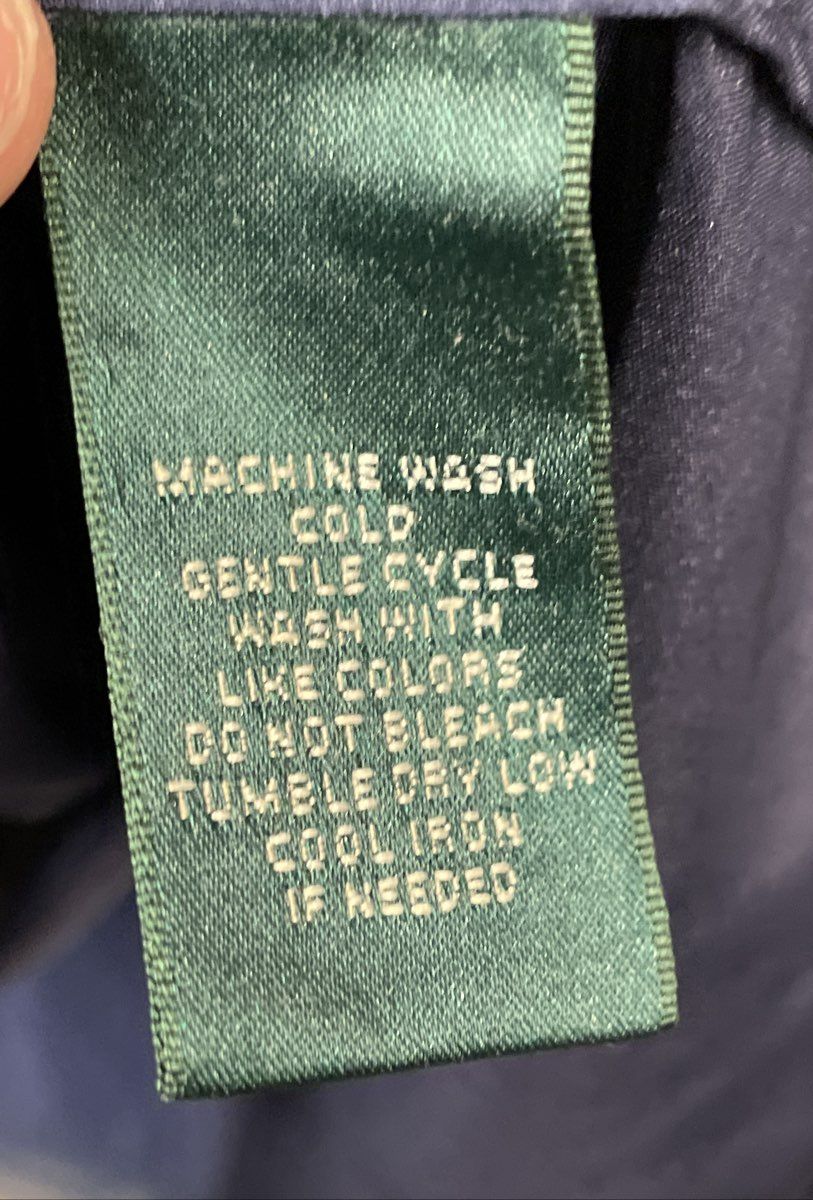 MACHINE WASH
COLD
GENTLE CYCLE
WASH WITH
LIKE COLORS
DO NOT BLEACH
TUMBLE DRY LOW
COOL IRON
IF NEEDED